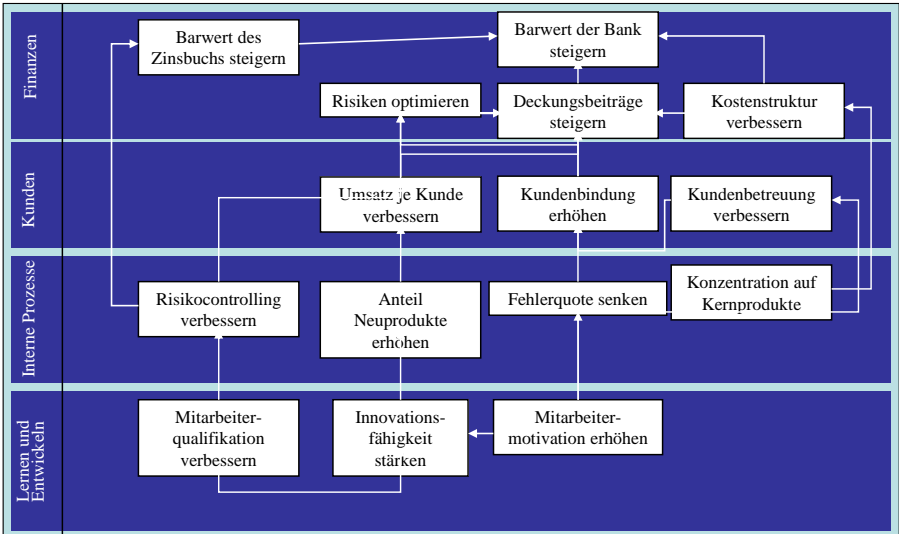 Finanzen
Barwert des
Zinsbuchs steigern
Barwert der Bank
steigern
Risiken optimieren
Deckungsbeiträge
steigern
Kostenstruktur
verbessern
Kunden
Umsatz je Kunde
verbessern
Kundenbindung
erhöhen
Kundenbetreuung
verbessern
Interne Prozesse
Risikocontrolling
verbessern
Anteil
Neuprodukte
erhöhen
Fehlerquote senken
Konzentration auf
Kernprodukte
Lernen und
Entwickeln
Mitarbeiter-
qualifikation
verbessern
Innovations-
fähigkeit
stärken
Mitarbeiter-
motivation erhöhen